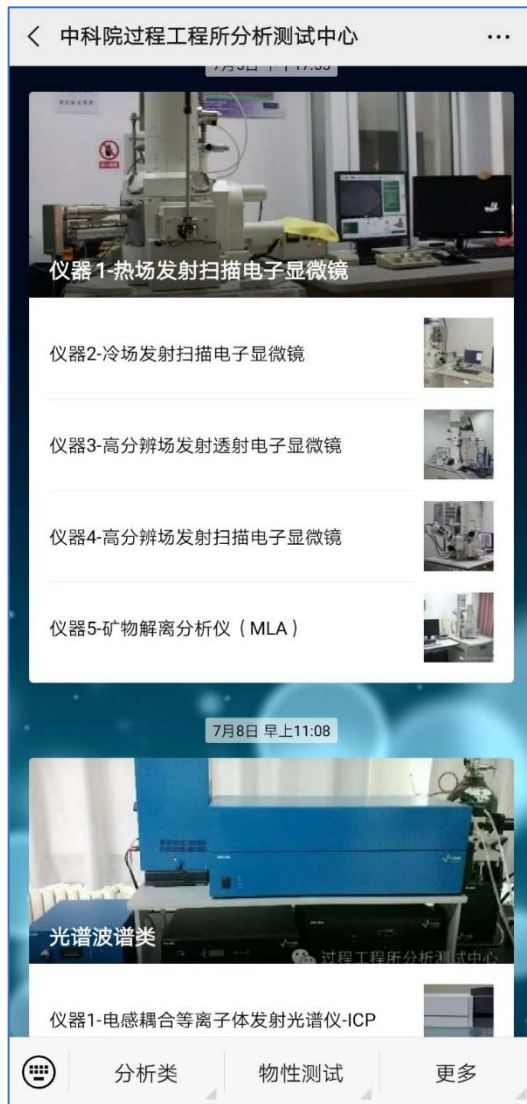 中科院过程工程所分析测试中心
仪器1-热场发射扫描电子显微镜
仪器2-冷场发射扫描电子显微镜
仪器3-高分辨场发射透射电子显微镜
仪器4-高分辨场发射扫描电子显微镜
仪器5-矿物解离分析仪（MLA）
7月8日 早上11:08
过程工程所分析测试中心
光谱波谱类
仪器1-电感耦合等离子体发射光谱仪-ICP
分析类
物性测试
更多